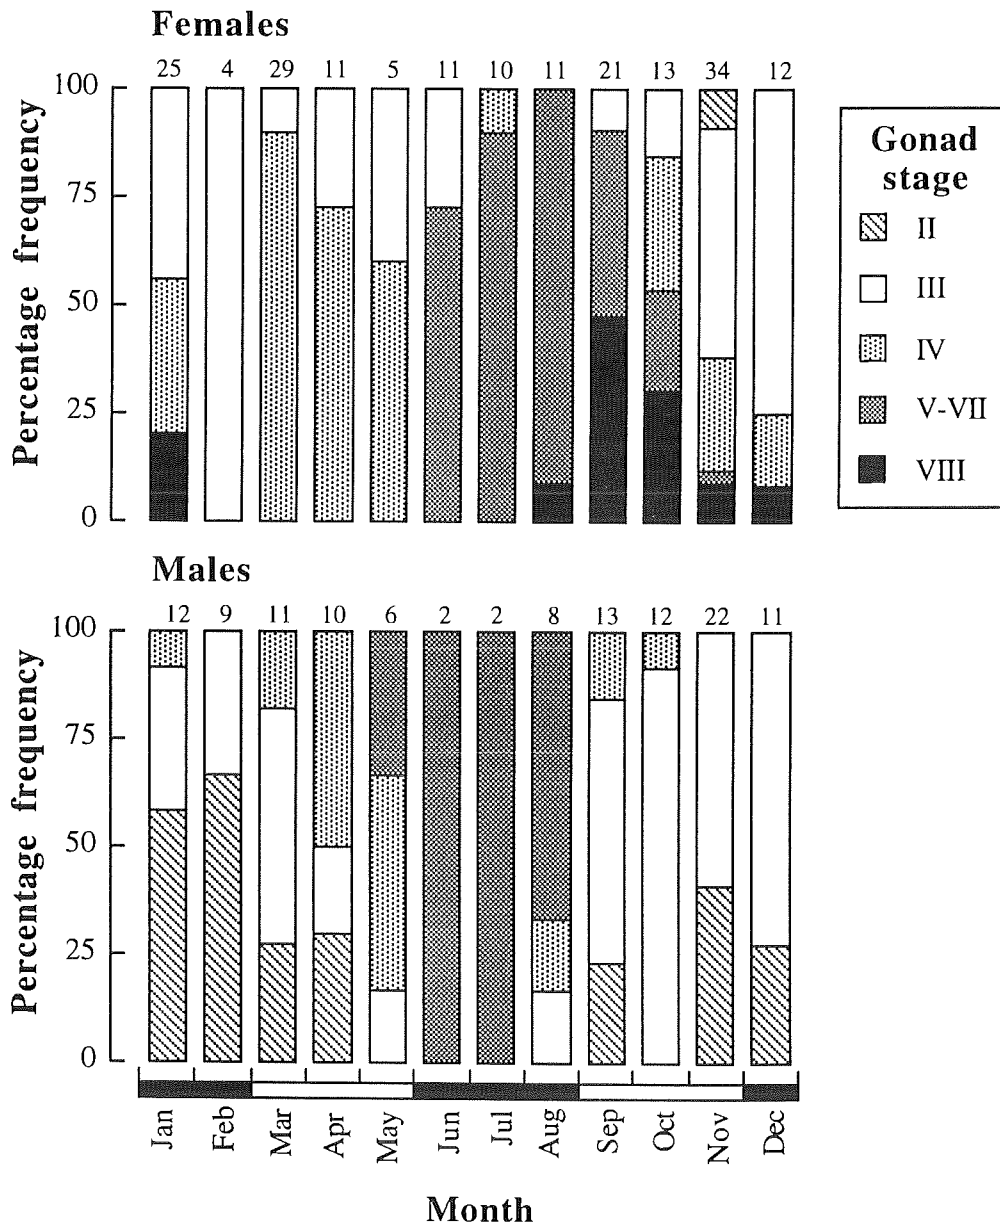 Females
25 4 29 11 5 11 10 11 21 13 34 12
Percentage frequency
100
75
50
25
0
Gonad
stage
II
III
IV
V-VII
VIII
Males
12 9 11 10 6 2 2 8 13 12 22 11
Percentage frequency
100
75
50
25
0
Jan Feb Mar Apr May Jun Jul Aug Sep Oct Nov Dec
Month